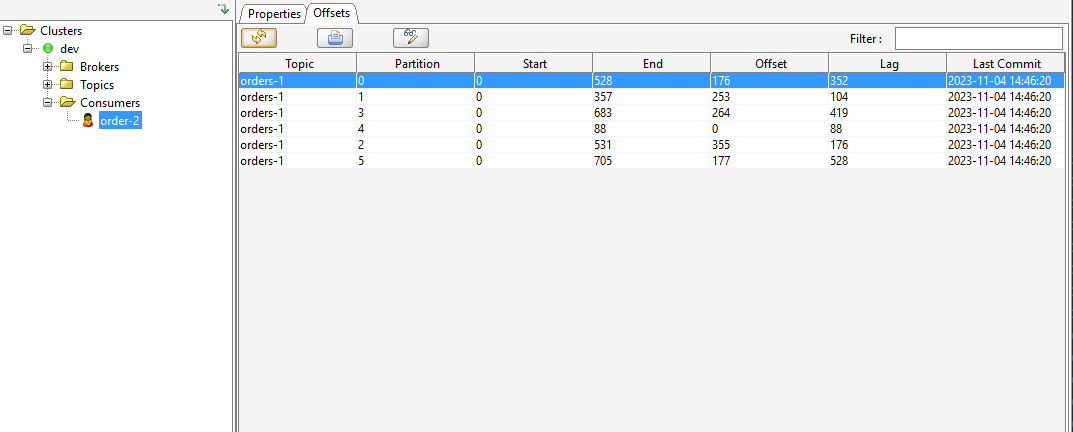 Clusters
dev
Brokers
Topics
Consumers
order-2
Properties Offsets
Filter :
Topic Partition Start End Offset Lag Last Commit
orders-1 0 0 528 176 352 2023-11-04 14:46:20
orders-1 1 0 357 253 104 2023-11-04 14:46:20
orders-1 3 0 683 264 419 2023-11-04 14:46:20
orders-1 4 0 88 0 88 2023-11-04 14:46:20
orders-1 2 0 531 355 176 2023-11-04 14:46:20
orders-1 5 0 705 177 528 2023-11-04 14:46:20